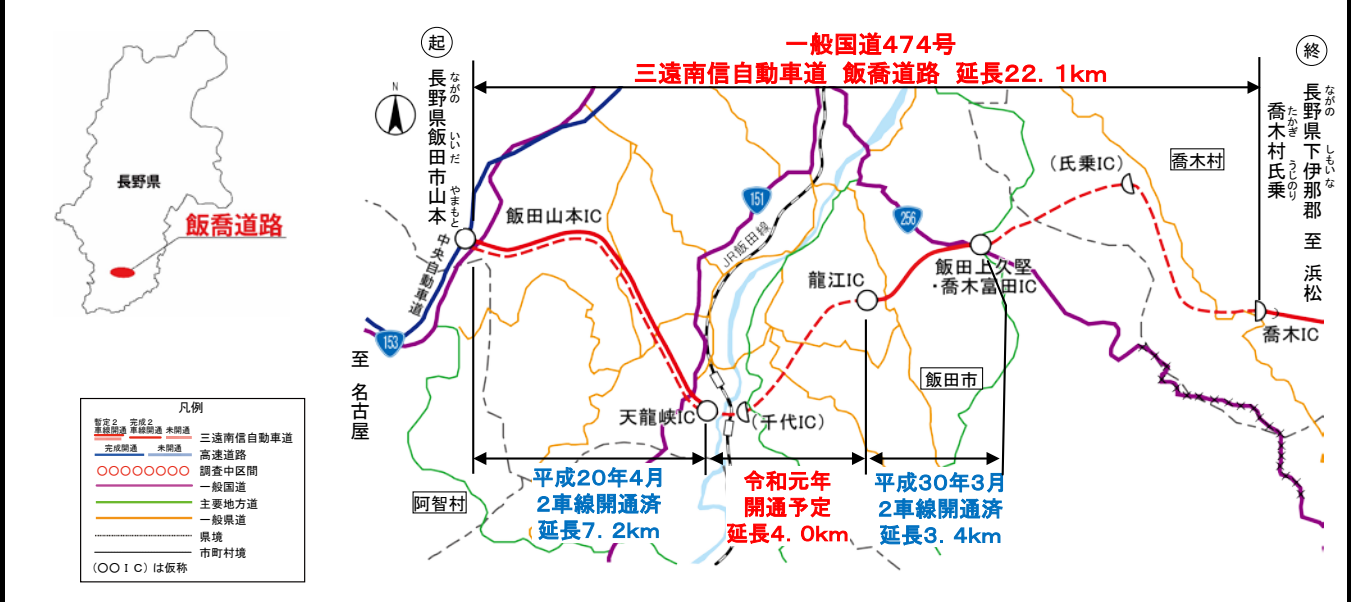 長野県
飯喬道路
起
ながの いいだ やまもと
長野県飯田市山本
一般国道474号
三遠南信自動車道 飯喬道路 延長22.1km
終
ながの しもいな
長野県下伊那郡 至 浜松
たかぎ うじのり
喬木村氏乗
N
喬木村
(氏乗IC)
151
256
JR飯田線
飯田山本IC
中央自動車道
153
至 名古屋
龍江IC
飯田上久堅
・喬木富田IC
喬木IC
飯田市
天龍峡IC
(千代IC)
阿智村
平成20年4月
2車線開通済
延長7.2km
令和元年
開通予定
延長4.0km
平成30年3月
2車線開通済
延長3.4km
凡例
暫定2車線開通 完成2車線開通 未開通
三遠南信自動車道
完成開通 未開通
高速道路
調査中区間
一般国道
主要地方道
一般県道
県境
市町村境
(○○IC)は仮称